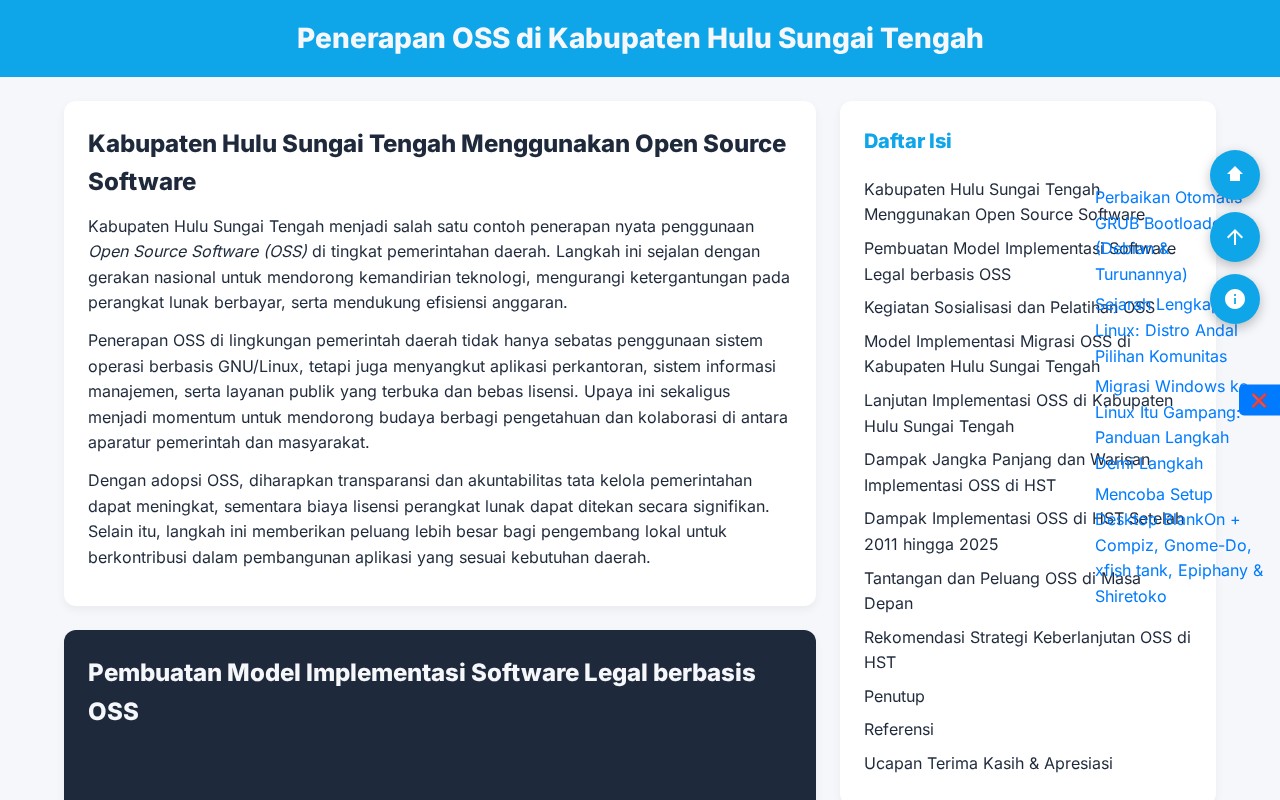 Penerapan OSS di Kabupaten Hulu Sungai Tengah
Kabupaten Hulu Sungai Tengah Menggunakan Open Source
Software
Kabupaten Hulu Sungai Tengah menjadi salah satu contoh penerapan nyata penggunaan
Open Source Software (OSS) di tingkat pemerintahan daerah. Langkah ini sejalan dengan
gerakan nasional untuk mendorong kemandirian teknologi, mengurangi ketergantungan pada
perangkat lunak berbayar, serta mendukung efisiensi anggaran.
Penerapan OSS di lingkungan pemerintah daerah tidak hanya sebatas penggunaan sistem
operasi berbasis GNU/Linux, tetapi juga menyangkut aplikasi perkantoran, sistem informasi
manajemen, serta layanan publik yang terbuka dan bebas lisensi. Upaya ini sekaligus
menjadi momentum untuk mendorong budaya berbagi pengetahuan dan kolaborasi di antara
aparatur pemerintah dan masyarakat.
Dengan adopsi OSS, diharapkan transparansi dan akuntabilitas tata kelola pemerintahan
dapat meningkat, sementara biaya lisensi perangkat lunak dapat ditekan secara signifikan.
Selain itu, langkah ini memberikan peluang lebih besar bagi pengembang lokal untuk
berkontribusi dalam pembangunan aplikasi yang sesuai kebutuhan daerah.
Pembuatan Model Implementasi Software Legal berbasis
OSS
Daftar Isi
Kabupaten Hulu Sungai Tengah
Menggunakan Open Source Software
Pembuatan Model Implementasi Software
Legal berbasis OSS
Kegiatan Sosialisasi dan Pelatihan OSS
Model Implementasi Migrasi OSS di
Kabupaten Hulu Sungai Tengah
Lanjutan Implementasi OSS di Kabupaten
Hulu Sungai Tengah
Dampak Jangka Panjang dan Warisan
Implementasi OSS di HST
Dampak Implementasi OSS di HST Setelah
2011 hingga 2025
Tantangan dan Peluang OSS di Masa
Depan
Rekomendasi Strategi Keberlanjutan OSS di
HST
Penutup
Referensi
Ucapan Terima Kasih & Apresiasi
Perbaikan Otomatis
GRUB Bootloader
(Debian &
Turunannya)
Sejarah Lengkap
Linux: Distro Andal
Pilihan Komunitas
Migrasi Windows ke
Linux Itu Gampang:
Panduan Langkah
Demi Langkah
Mencoba Setup
Desktop BlankOn +
Compiz, Gnome-Do,
xfish tank, Epiphany &
Shiretoko